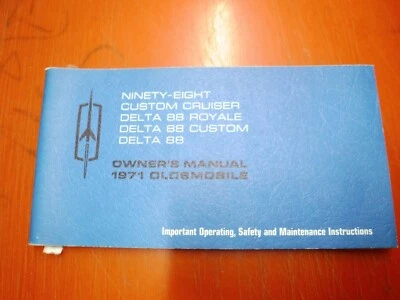 NINETY-EIGHT
CUSTOM CRUISER
DELTA 88 ROYALE
DELTA 88 CUSTOM
DELTA 88
OWNER'S MANUAL
1971 OLDSMOBILE
Important Operating, Safety and Maintenance Instructions